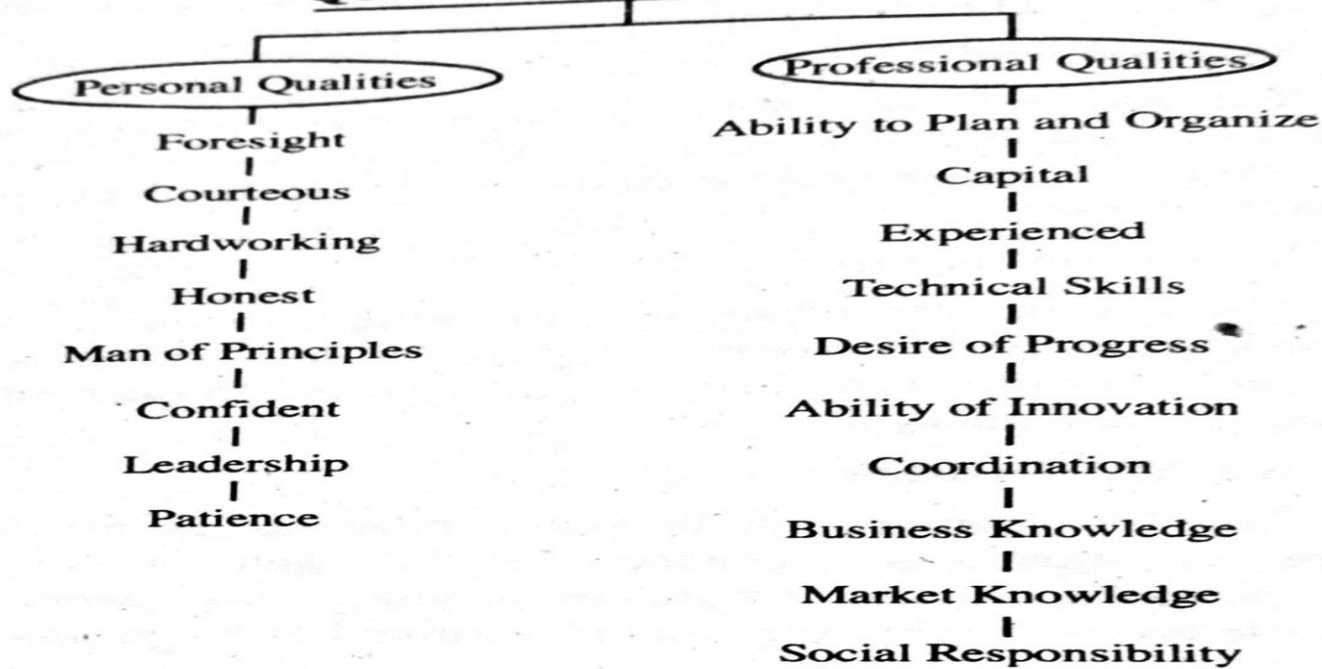 Personal Qualities
Foresight
Courteous
Hardworking
Honest
Man of Principles
Confident
Leadership
Patience
Professional Qualities
Ability to Plan and Organize
Capital
Experienced
Technical Skills
Desire of Progress
Ability of Innovation
Coordination
Business Knowledge
Market Knowledge
Social Responsibility